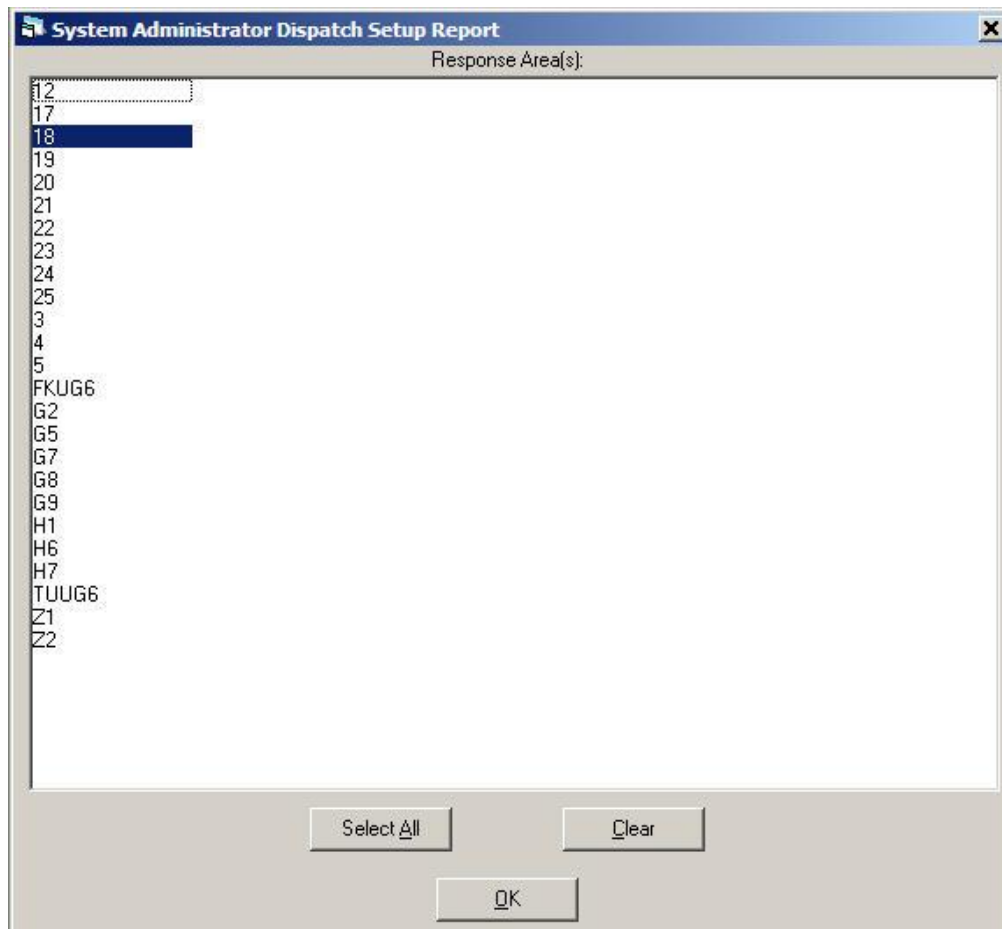 System Administrator Dispatch Setup Report
Response Area(s):
12
17
18
19
20
21
22
23
24
25
3
4
5
FKUG6
G2
G5
G7
G8
G9
H1
H6
H7
TUUG6
Z1
Z2
Select All
Clear
OK